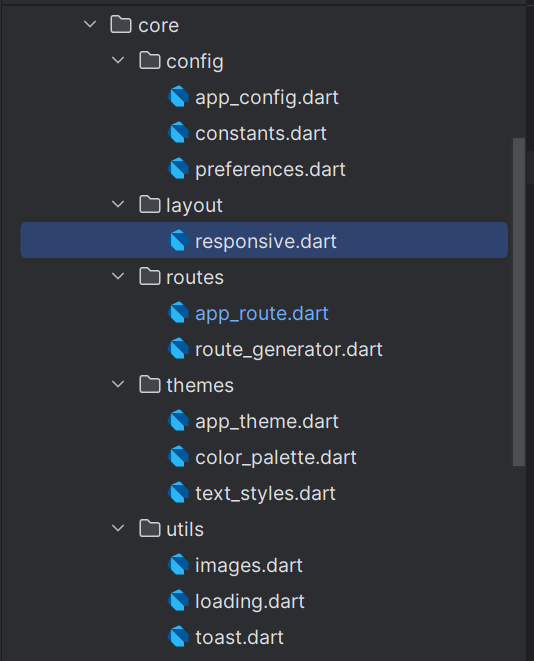 core
config
app_config.dart
constants.dart
preferences.dart
layout
responsive.dart
routes
app_route.dart
route_generator.dart
themes
app_theme.dart
color_palette.dart
text_styles.dart
utils
images.dart
loading.dart
toast.dart